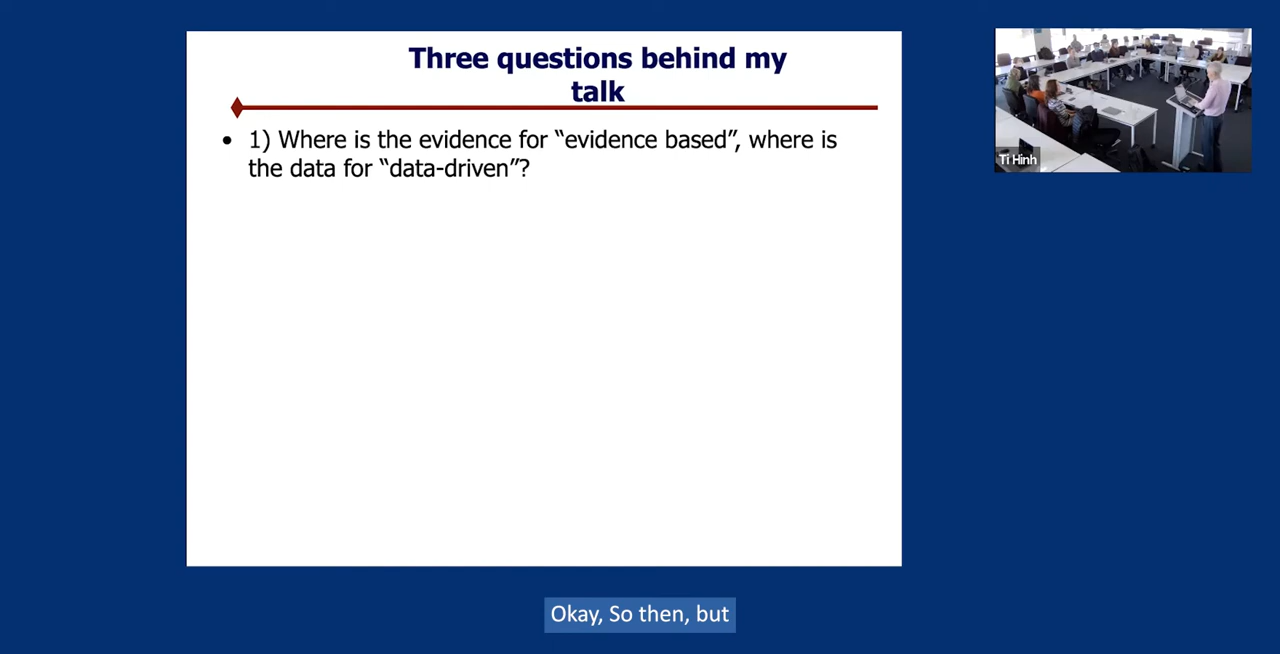 Three questions behind my
talk
• 1) Where is the evidence for “evidence based”, where is
the data for “data-driven”?
Ti Hinh
Okay, So then, but